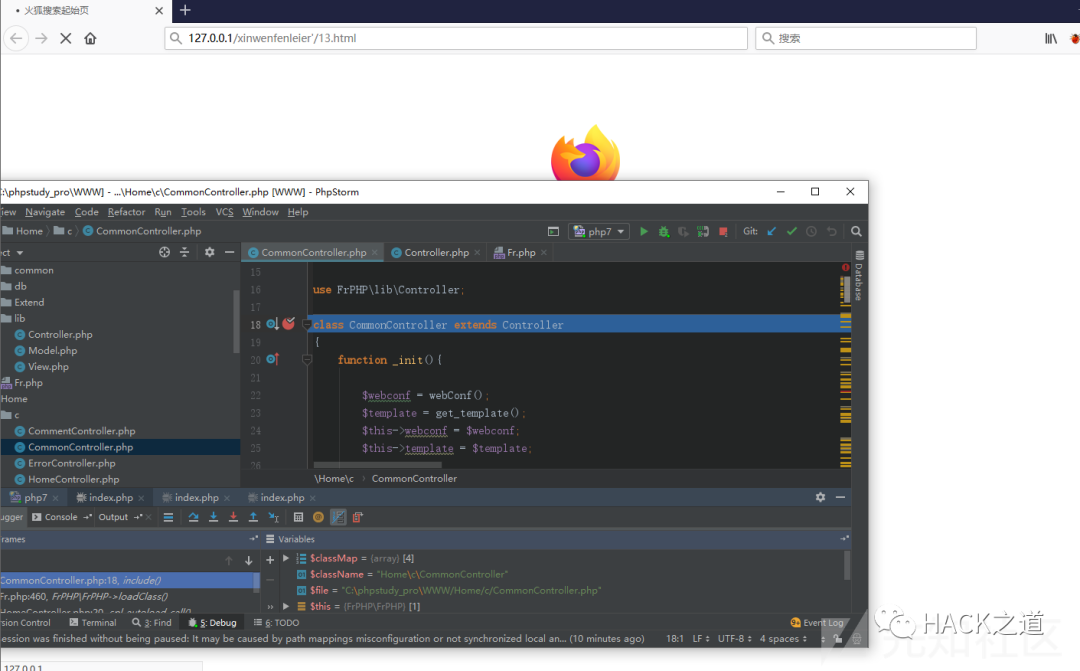 火狐搜索起始页
127.0.0.1/xinwenfenleier'/13.html
搜索
:\phpstudy_pro\WWW] - ...\Home\c\CommonController.php [WWW] - PhpStorm
iew Navigate Code Refactor Run Tools VCS Window Help
Home c CommonController.php
php7
Git:
ct
CommonController.php Controller.php Fr.php
common
db
Extend
lib
Controller.php
Model.php
View.php
Fr.php
Home
c
CommentController.php
CommonController.php
ErrorController.php
HomeController.php
15
16 use FrPHP\lib\Controller;
17
18 class CommonController extends Controller
19 {
20 function _init(){
21
22 $webconf = webConf();
23 $template = get_template();
24 $this->webconf = $webconf;
25 $this->template = $template;
26
\Home\c › CommonController
Database
php7 index.php index.php index.php
ugger Console Output
rames
Variables
CommonController.php:18, include()
Fr.php:460, FrPHP\FrPHP->loadClass()
HomeController.php:20, spl_autoload_call()
$classMap = {array} [4]
$className = "Home\c\CommonController"
$file = "C:\phpstudy_pro\WWW/Home/c/CommonController.php"
$this = {FrPHP\FrPHP} [1]
sion Control Terminal 3: Find 5: Debug 6: TODO
Event Log
ession was finished without being paused: It may be caused by path mappings misconfiguration or not synchronized local an... (10 minutes ago)
18:1 LF UTF-8 4 spaces
HACK之道
先知社区
127.0.0.1